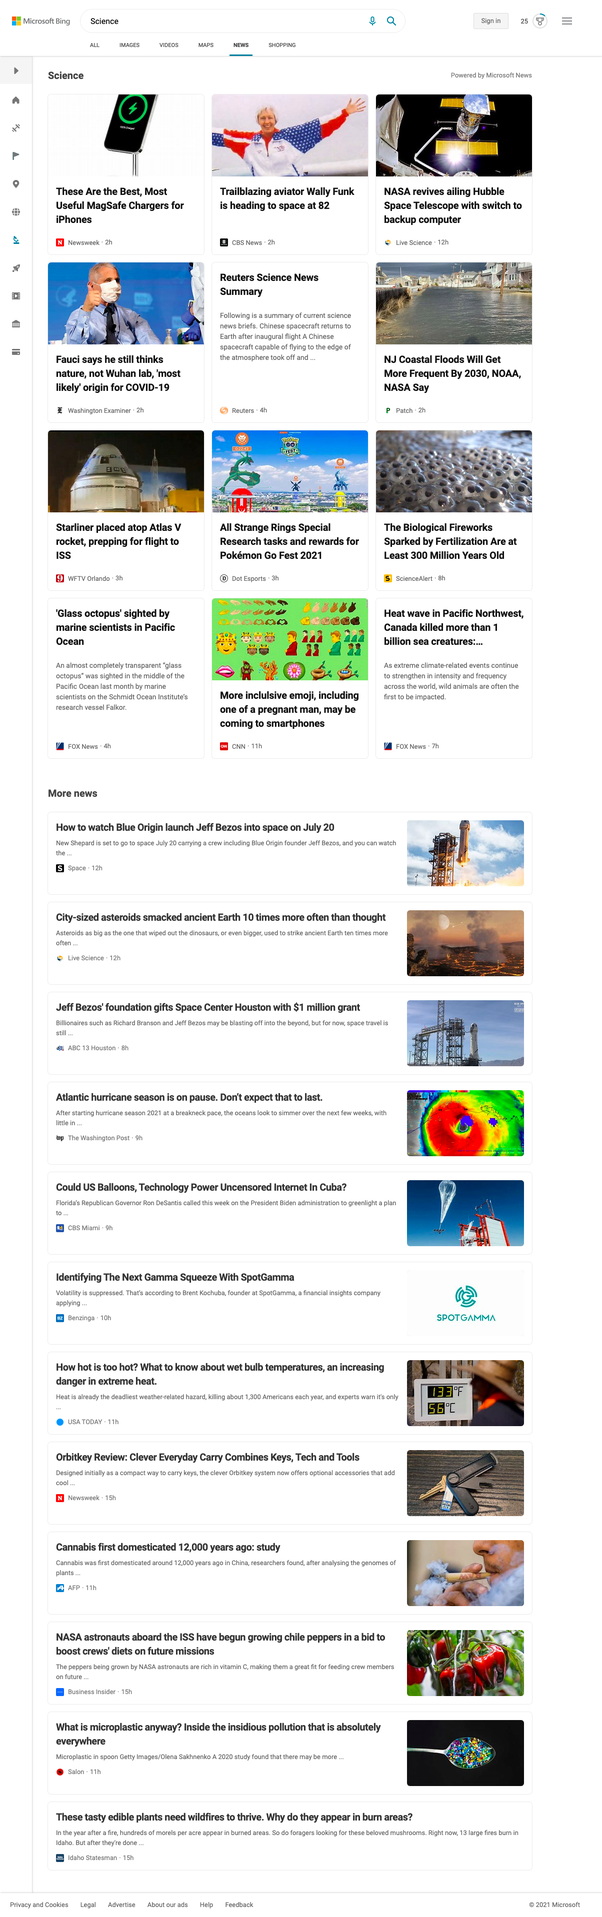 Microsoft Bing
Science
Sign in
25
ALL
IMAGES
VIDEOS
MAPS
NEWS
SHOPPING
Science
Powered by Microsoft News
These Are the Best, Most
Useful MagSafe Chargers for
iPhones
Newsweek · 2h
Trailblazing aviator Wally Funk
is heading to space at 82
CBS News · 2h
NASA revives ailing Hubble
Space Telescope with switch to
backup computer
Live Science · 12h
Fauci says he still thinks
nature, not Wuhan lab, 'most
likely' origin for COVID-19
Washington Examiner · 2h
Reuters Science News
Summary
Following is a summary of current science
news briefs. Chinese spacecraft returns to
Earth after inaugural flight A Chinese
spacecraft capable of flying to the edge of
the atmosphere took off and ...
Reuters · 4h
NJ Coastal Floods Will Get
More Frequent By 2030, NOAA,
NASA Say
Patch · 2h
Starliner placed atop Atlas V
rocket, prepping for flight to
ISS
WFTV Orlando · 3h
All Strange Rings Special
Research tasks and rewards for
Pokémon Go Fest 2021
Dot Esports · 3h
The Biological Fireworks
Sparked by Fertilization Are at
Least 300 Million Years Old
ScienceAlert · 8h
'Glass octopus' sighted by
marine scientists in Pacific
Ocean
An almost completely transparent "glass
octopus" was sighted in the middle of the
Pacific Ocean last month by marine
scientists on the Schmidt Ocean Institute's
research vessel Falkor.
FOX News · 4h
More inclulsive emoji, including
one of a pregnant man, may be
coming to smartphones
CNN · 11h
Heat wave in Pacific Northwest,
Canada killed more than 1
billion sea creatures:...
As extreme climate-related events continue
to strengthen in intensity and frequency
across the world, wild animals are often the
first to be impacted.
FOX News · 7h
More news
How to watch Blue Origin launch Jeff Bezos into space on July 20
New Shepard is set to go to space July 20 carrying a crew including Blue Origin founder Jeff Bezos, and you can watch
the ...
Space · 12h
City-sized asteroids smacked ancient Earth 10 times more often than thought
Asteroids as big as the one that wiped out the dinosaurs, or even bigger, used to strike ancient Earth ten times more
often ...
Live Science · 12h
Jeff Bezos' foundation gifts Space Center Houston with $1 million grant
Billionaires such as Richard Branson and Jeff Bezos may be blasting off into the beyond, but for now, space travel is
still ...
ABC 13 Houston · 8h
Atlantic hurricane season is on pause. Don't expect that to last.
After starting hurricane season 2021 at a breakneck pace, the oceans look to simmer over the next few weeks, with
little in ...
The Washington Post · 9h
Could US Balloons, Technology Power Uncensored Internet In Cuba?
Florida's Republican Governor Ron DeSantis called this week on the President Biden administration to greenlight a plan
to ...
CBS Miami · 9h
Identifying The Next Gamma Squeeze With SpotGamma
Volatility is suppressed. That's according to Brent Kochuba, founder at SpotGamma, a financial insights company
applying ...
Benzinga · 10h
SPOTGAMMA
How hot is too hot? What to know about wet bulb temperatures, an increasing
danger in extreme heat.
Heat is already the deadliest weather-related hazard, killing about 1,300 Americans each year, and experts warn it's only
...
USA TODAY · 11h
133°F
56°C
Orbitkey Review: Clever Everyday Carry Combines Keys, Tech and Tools
Designed initially as a compact way to carry keys, the clever Orbitkey system now offers optional accessories that add
cool ...
Newsweek · 15h
Cannabis first domesticated 12,000 years ago: study
Cannabis was first domesticated around 12,000 years ago in China, researchers found, after analysing the genomes of
plants ...
AFP · 11h
NASA astronauts aboard the ISS have begun growing chile peppers in a bid to
boost crews' diets on future missions
The peppers being grown by NASA astronauts are rich in vitamin C, making them a great fit for feeding crew members
on future ...
Business Insider · 15h
What is microplastic anyway? Inside the insidious pollution that is absolutely
everywhere
Microplastic in spoon Getty Images/Olena Sakhnenko A 2020 study found that there may be more ...
Salon · 11h
These tasty edible plants need wildfires to thrive. Why do they appear in burn areas?
In the year after a fire, hundreds of morels per acre appear in burned areas. So do foragers looking for these beloved mushrooms. Right now, 13 large fires burn in
Idaho. But after they're done ...
Idaho Statesman · 15h
Privacy and Cookies
Legal
Advertise
About our ads
Help
Feedback
© 2021 Microsoft